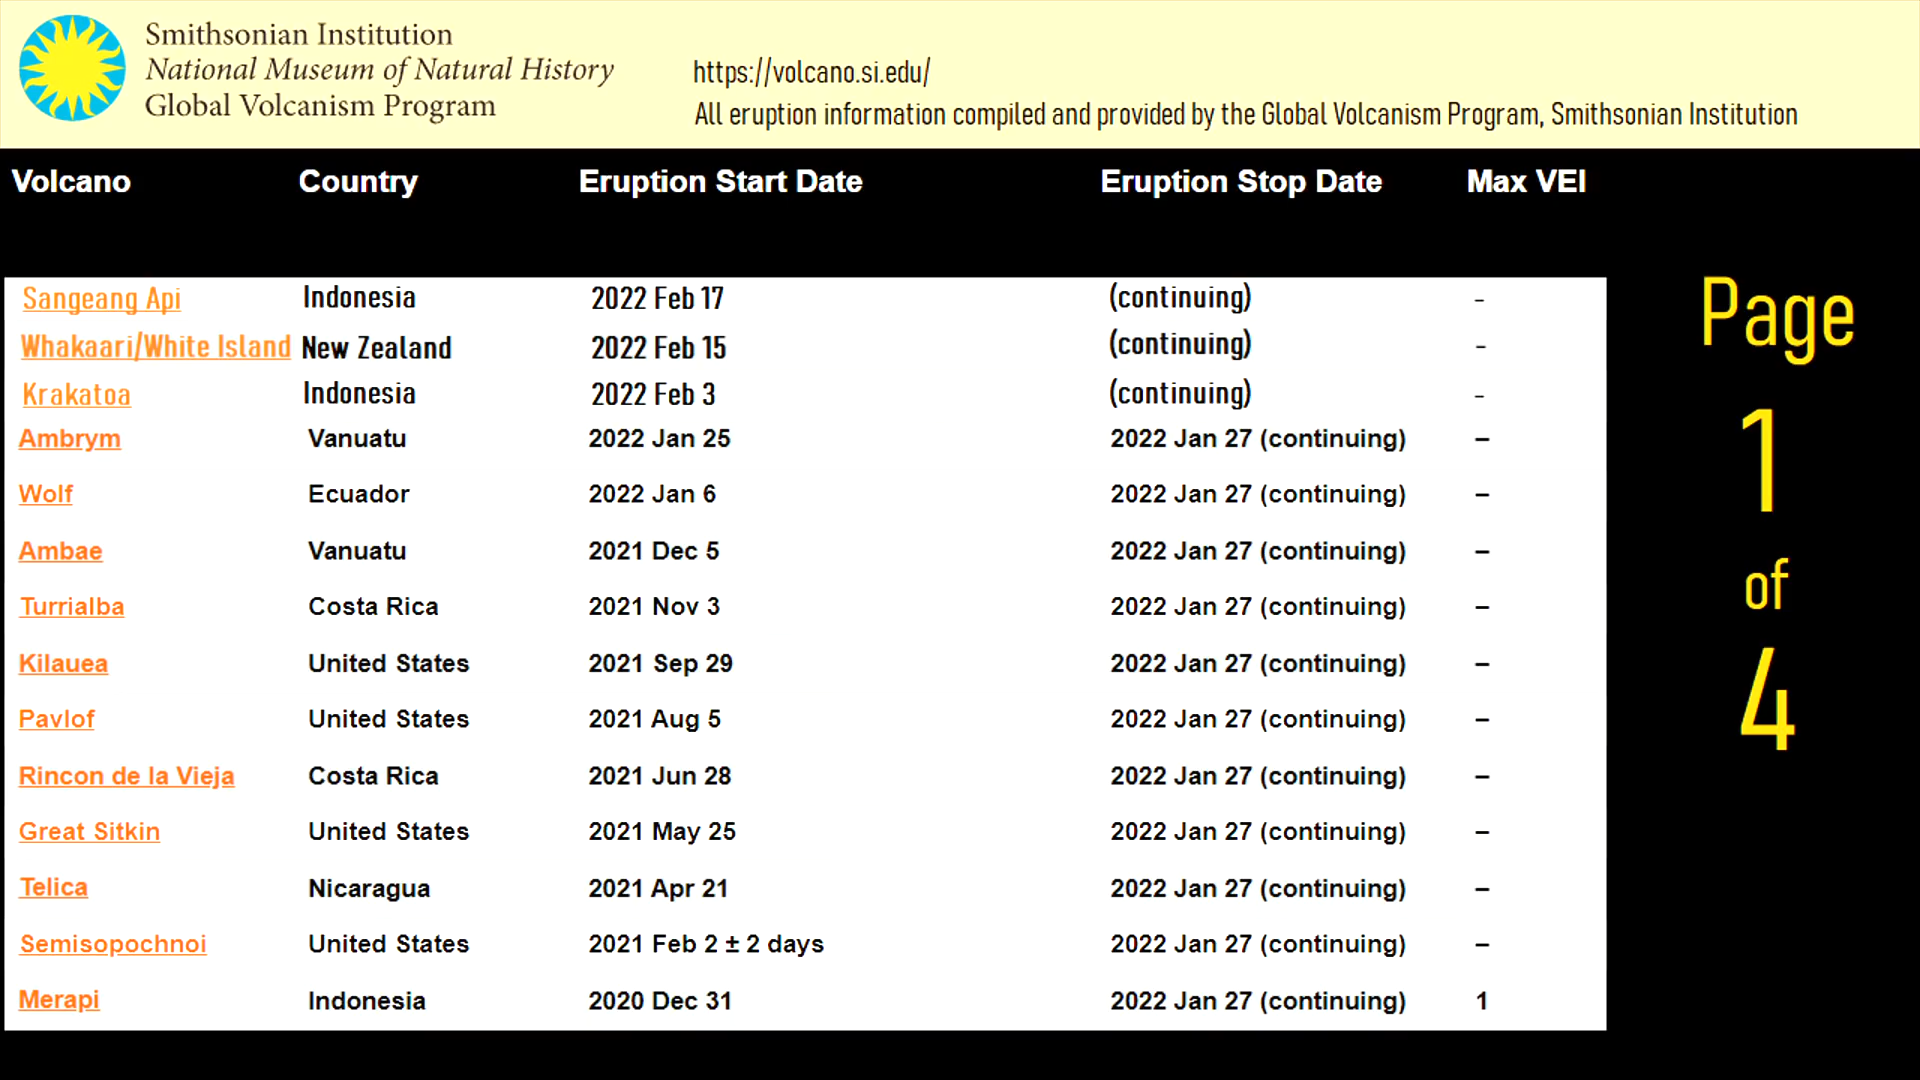 Smithsonian Institution
National Museum of Natural History
Global Volcanism Program
https://volcano.si.edu/
All eruption information compiled and provided by the Global Volcanism Program, Smithsonian Institution
Volcano Country Eruption Start Date Eruption Stop Date Max VEI
Sangeang Api Indonesia 2022 Feb 17 (continuing) -
Whakaari/White Island New Zealand 2022 Feb 15 (continuing) -
Krakatoa Indonesia 2022 Feb 3 (continuing) -
Ambrym Vanuatu 2022 Jan 25 2022 Jan 27 (continuing) –
Wolf Ecuador 2022 Jan 6 2022 Jan 27 (continuing) –
Ambae Vanuatu 2021 Dec 5 2022 Jan 27 (continuing) –
Turrialba Costa Rica 2021 Nov 3 2022 Jan 27 (continuing) –
Kilauea United States 2021 Sep 29 2022 Jan 27 (continuing) –
Pavlof United States 2021 Aug 5 2022 Jan 27 (continuing) –
Rincon de la Vieja Costa Rica 2021 Jun 28 2022 Jan 27 (continuing) –
Great Sitkin United States 2021 May 25 2022 Jan 27 (continuing) –
Telica Nicaragua 2021 Apr 21 2022 Jan 27 (continuing) –
Semisopochnoi United States 2021 Feb 2 ± 2 days 2022 Jan 27 (continuing) –
Merapi Indonesia 2020 Dec 31 2022 Jan 27 (continuing) 1
Page
1
of
4